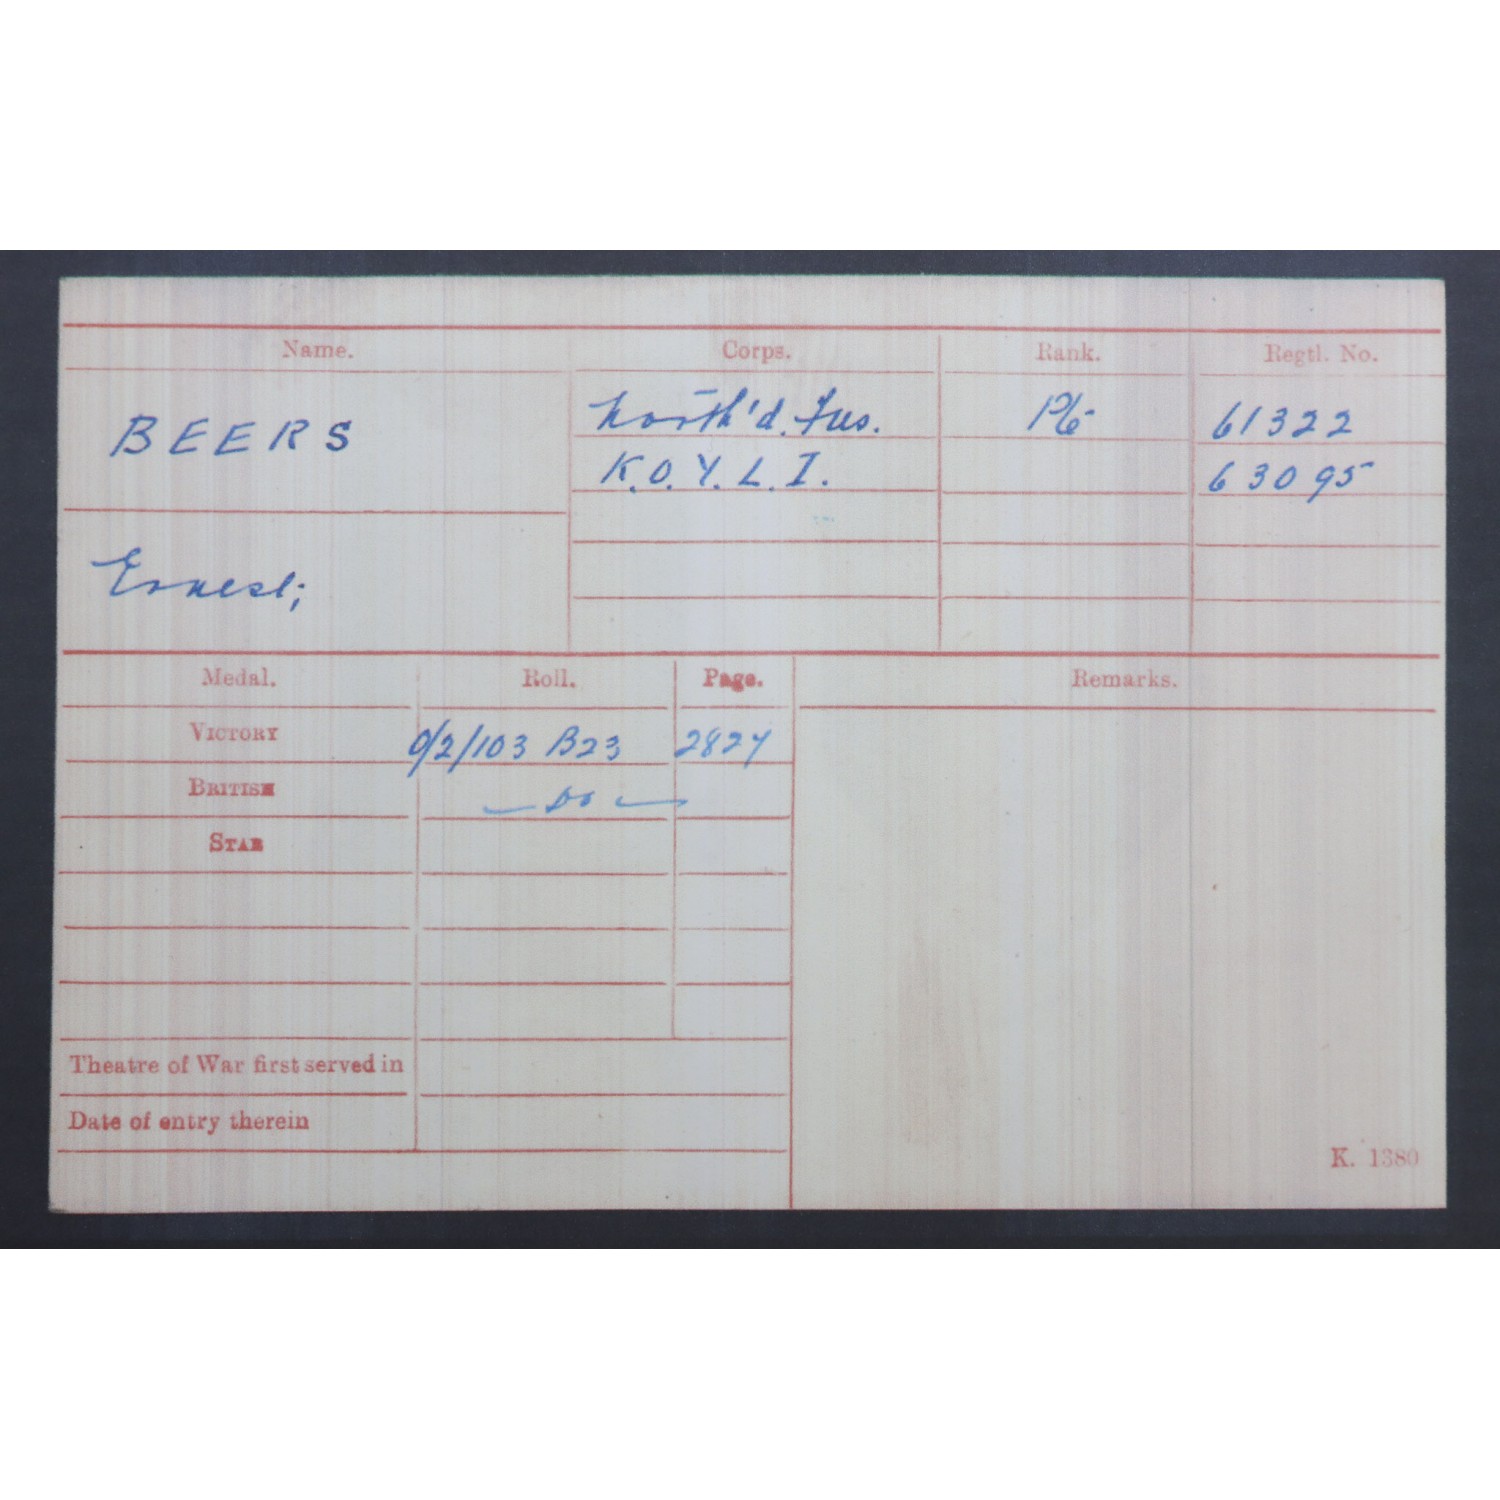 Name. Corps. Rank. Regtl. No.
BEERS North'd. Fus. Pte 61322
K.O.Y.L.I. 63095
Ernest;
Medal. Roll. Page. Remarks.
VICTORY O/2/103 B23 2827
BRITISH — Do —
STAR
Theatre of War first served in
Date of entry therein
K. 1380